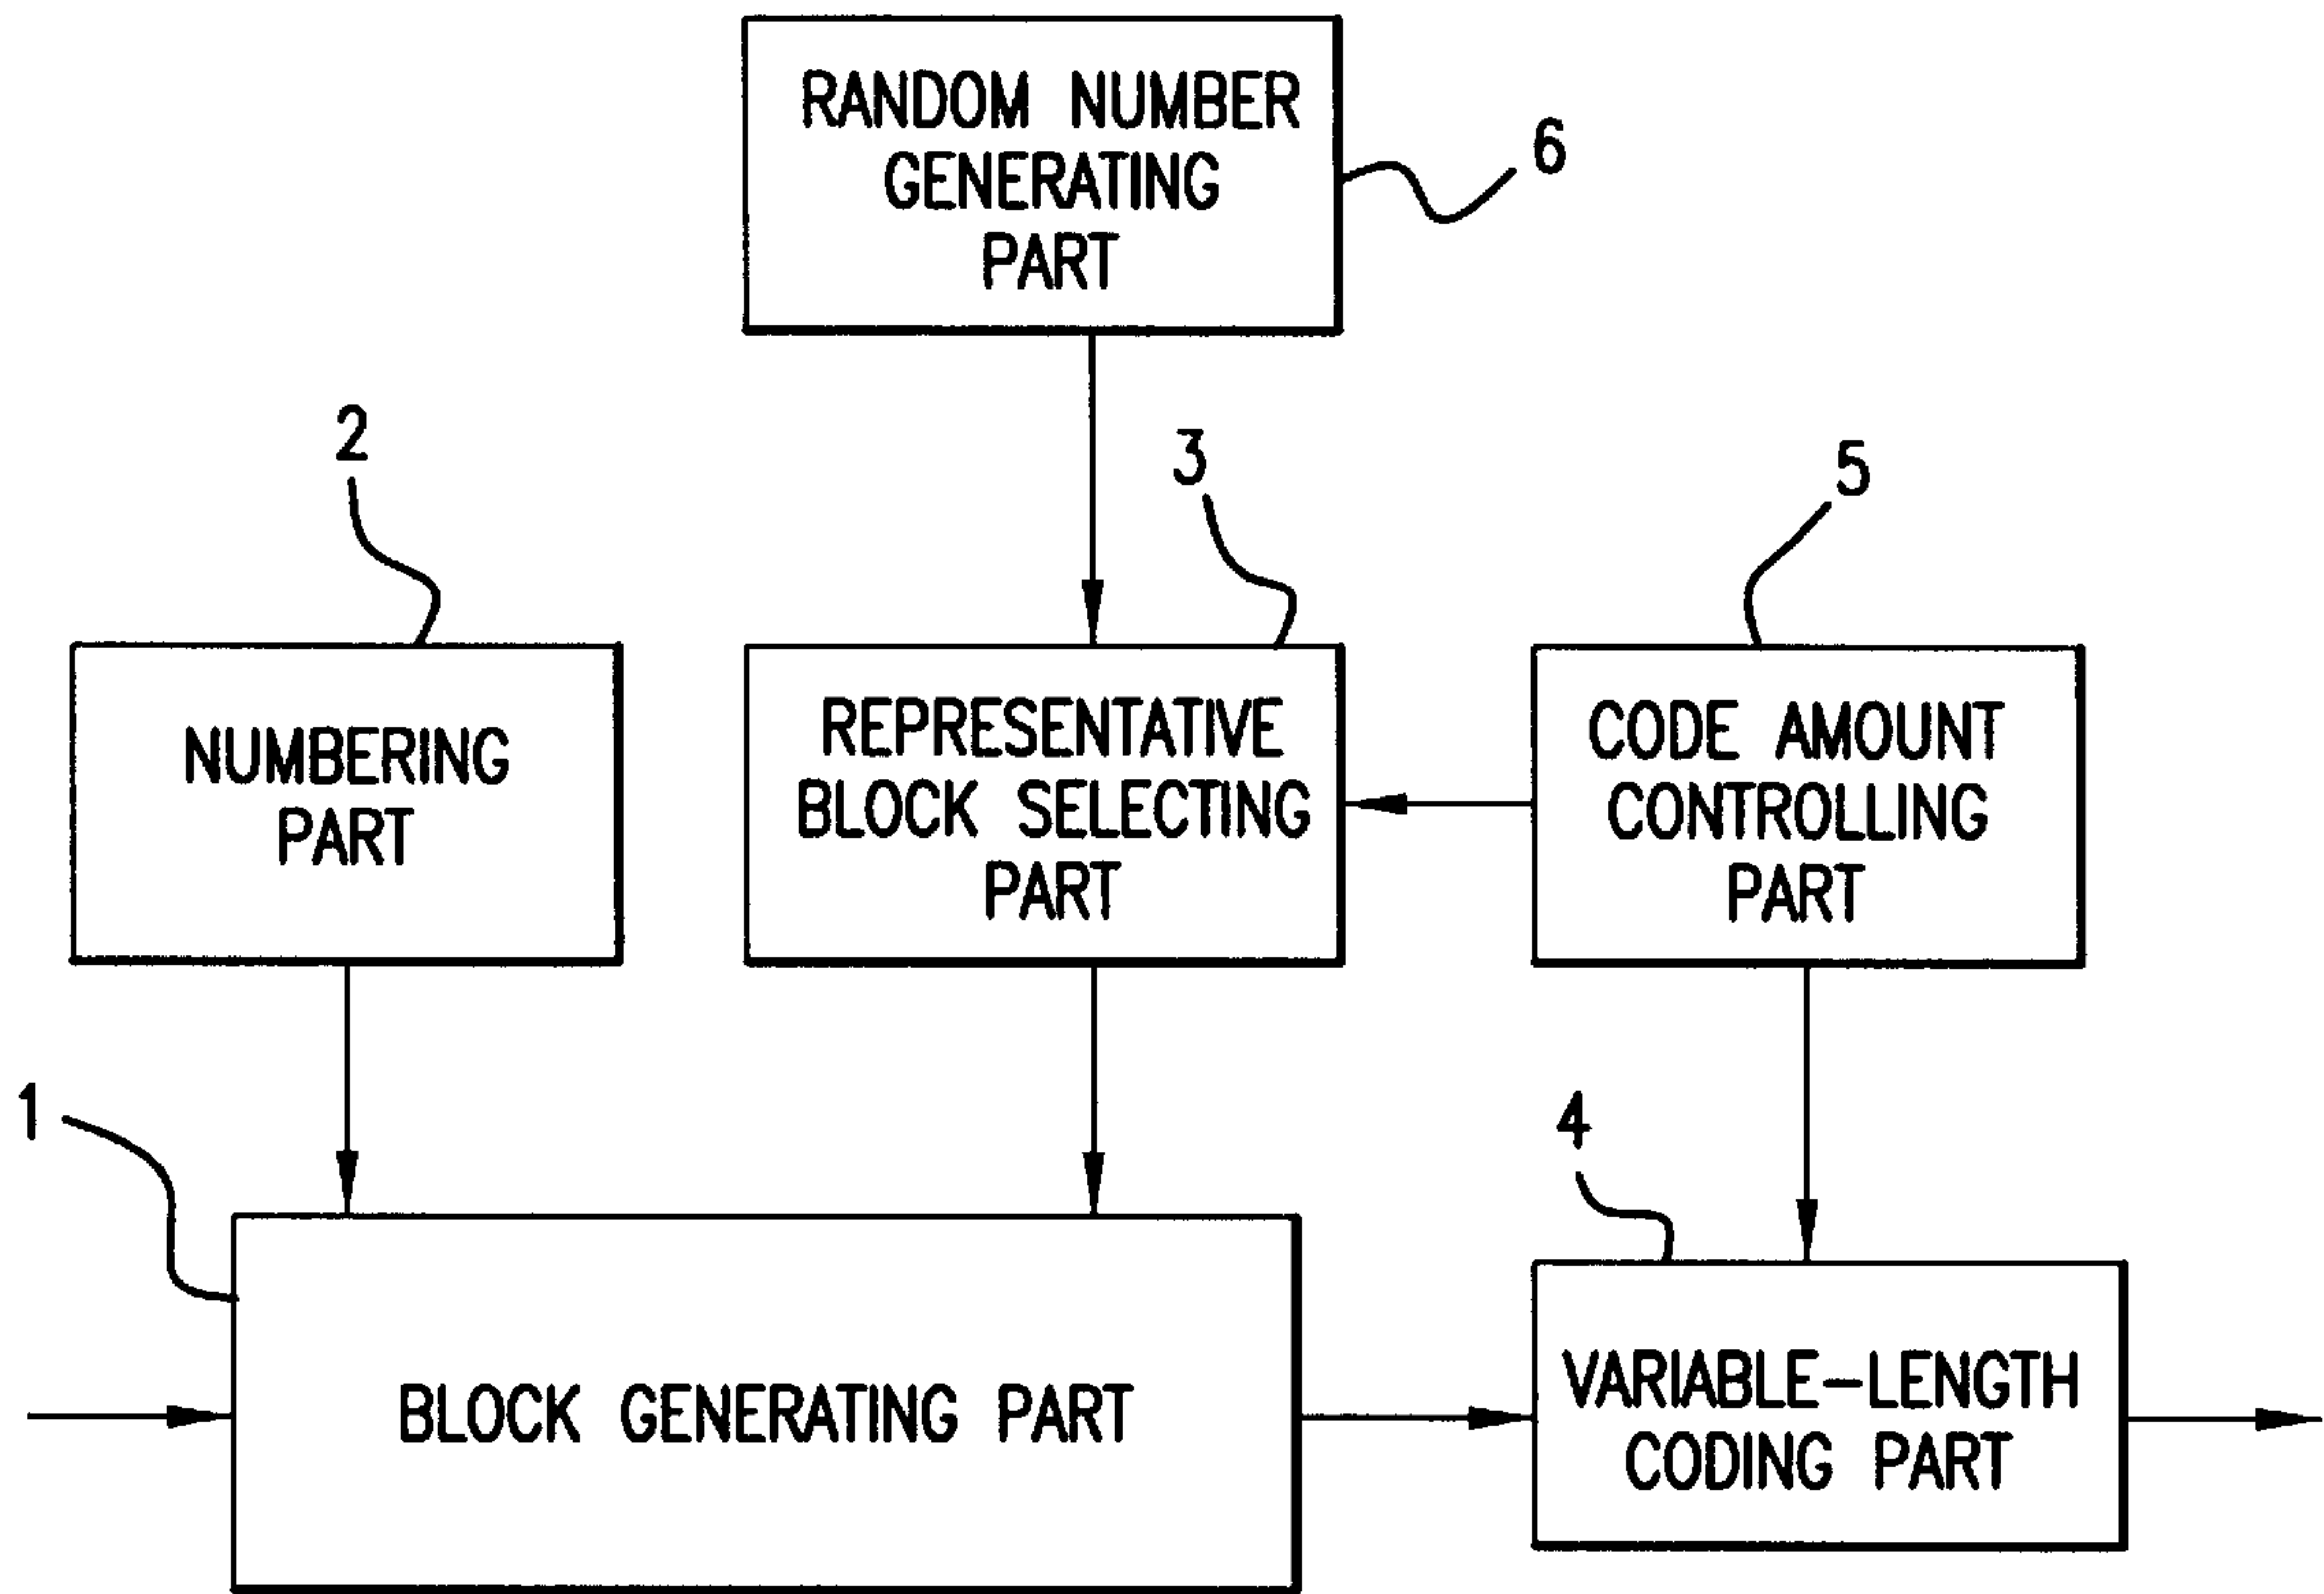 RANDOM NUMBER
GENERATING
PART
6
2
3
5
NUMBERING
PART
REPRESENTATIVE
BLOCK SELECTING
PART
CODE AMOUNT
CONTROLLING
PART
1
4
BLOCK GENERATING PART
VARIABLE-LENGTH
CODING PART